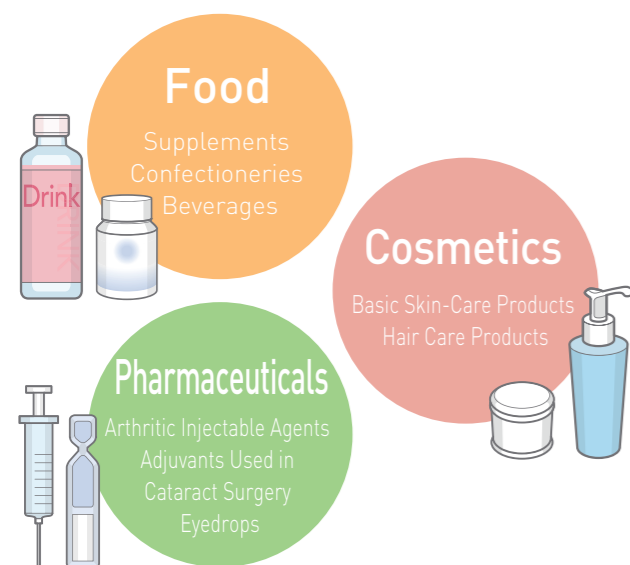 Food
Supplements
Confectioneries
Beverages
Drink
DRINK
Cosmetics
Basic Skin-Care Products
Hair Care Products
Pharmaceuticals
Arthritic Injectable Agents
Adjuvants Used in
Cataract Surgery
Eyedrops